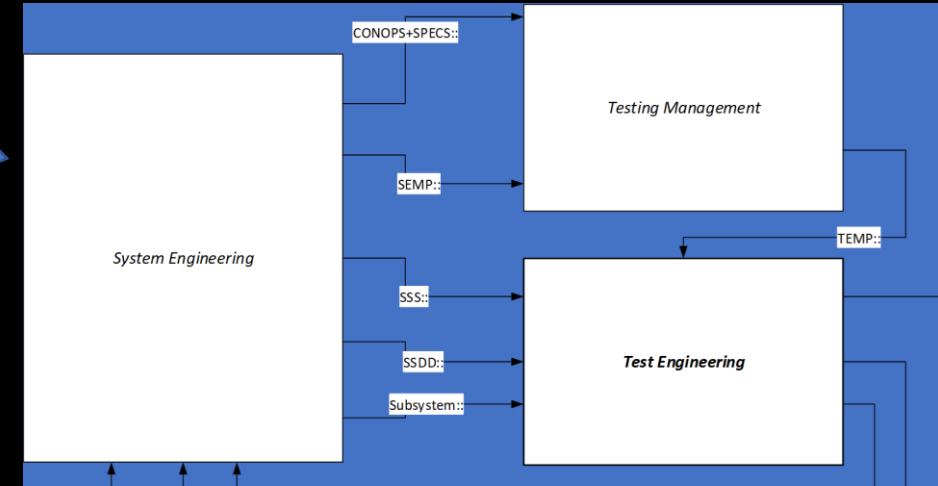 CONOPS+SPECS::
Testing Management
SEMP::
TEMP::
System Engineering
SSS::
SSDD::
Test Engineering
Subsystem::